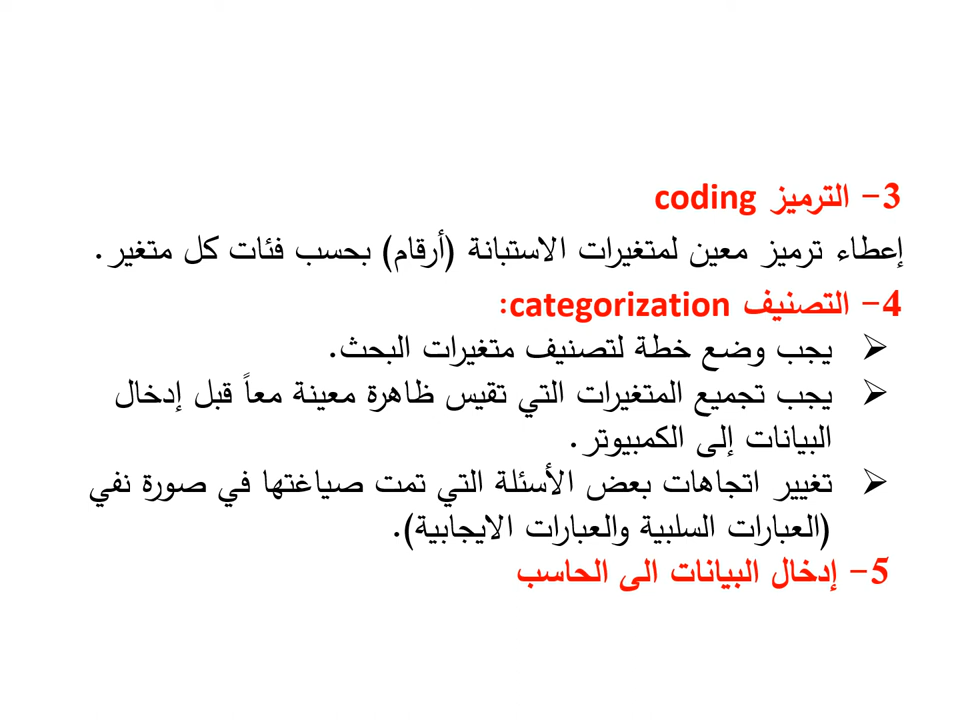 3- الترميز coding
إعطاء ترميز معين لمتغيرات الاستبانة (أرقام) بحسب فئات كل متغير.
4- التصنيف categorization:
➢ يجب وضع خطة لتصنيف متغيرات البحث.
➢ يجب تجميع المتغيرات التي تقيس ظاهرة معينة معاً قبل إدخال
البيانات إلى الكمبيوتر.
➢ تغيير اتجاهات بعض الأسئلة التي تمت صياغتها في صورة نفي
(العبارات السلبية والعبارات الايجابية).
5- إدخال البيانات الى الحاسب